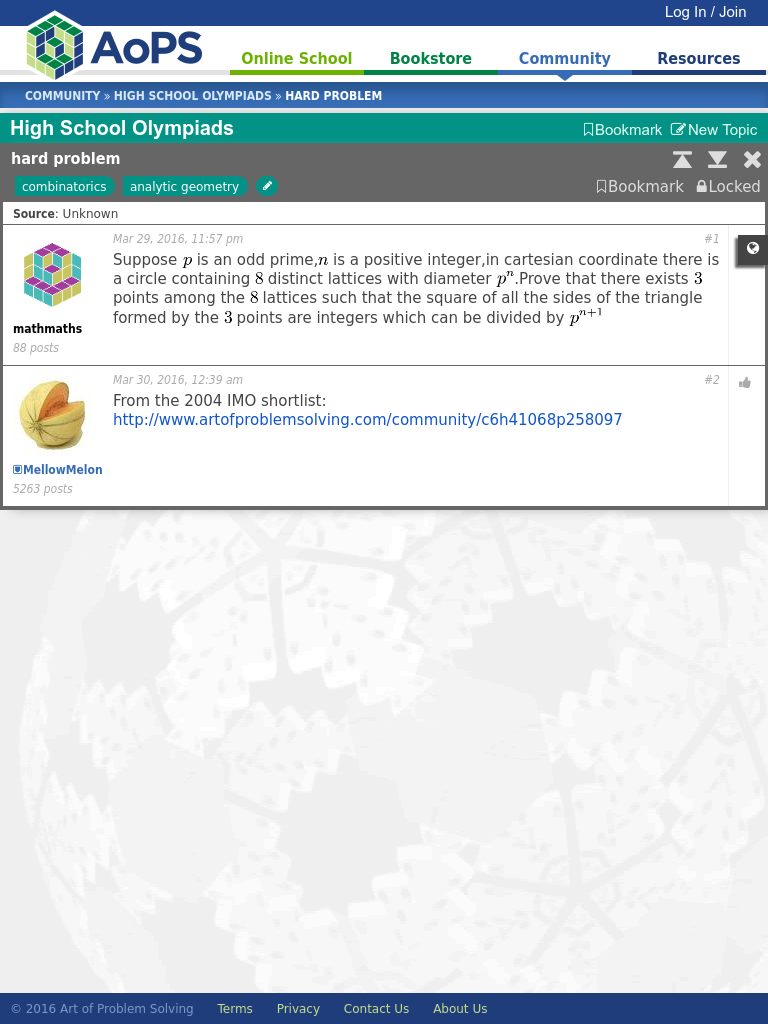 Log In / Join
AoPS
Online School
Bookstore
Community
Resources
COMMUNITY » HIGH SCHOOL OLYMPIADS » HARD PROBLEM
High School Olympiads
Bookmark
New Topic
hard problem
combinatorics
analytic geometry
Bookmark
Locked
Source: Unknown
Mar 29, 2016, 11:57 pm
#1
Suppose p is an odd prime,n is a positive integer,in cartesian coordinate there is
a circle containing 8 distinct lattices with diameter p^n.Prove that there exists 3
points among the 8 lattices such that the square of all the sides of the triangle
formed by the 3 points are integers which can be divided by p^{n+1}
mathmaths
88 posts
Mar 30, 2016, 12:39 am
#2
From the 2004 IMO shortlist:
http://www.artofproblemsolving.com/community/c6h41068p258097
MellowMelon
5263 posts
© 2016 Art of Problem Solving
Terms
Privacy
Contact Us
About Us